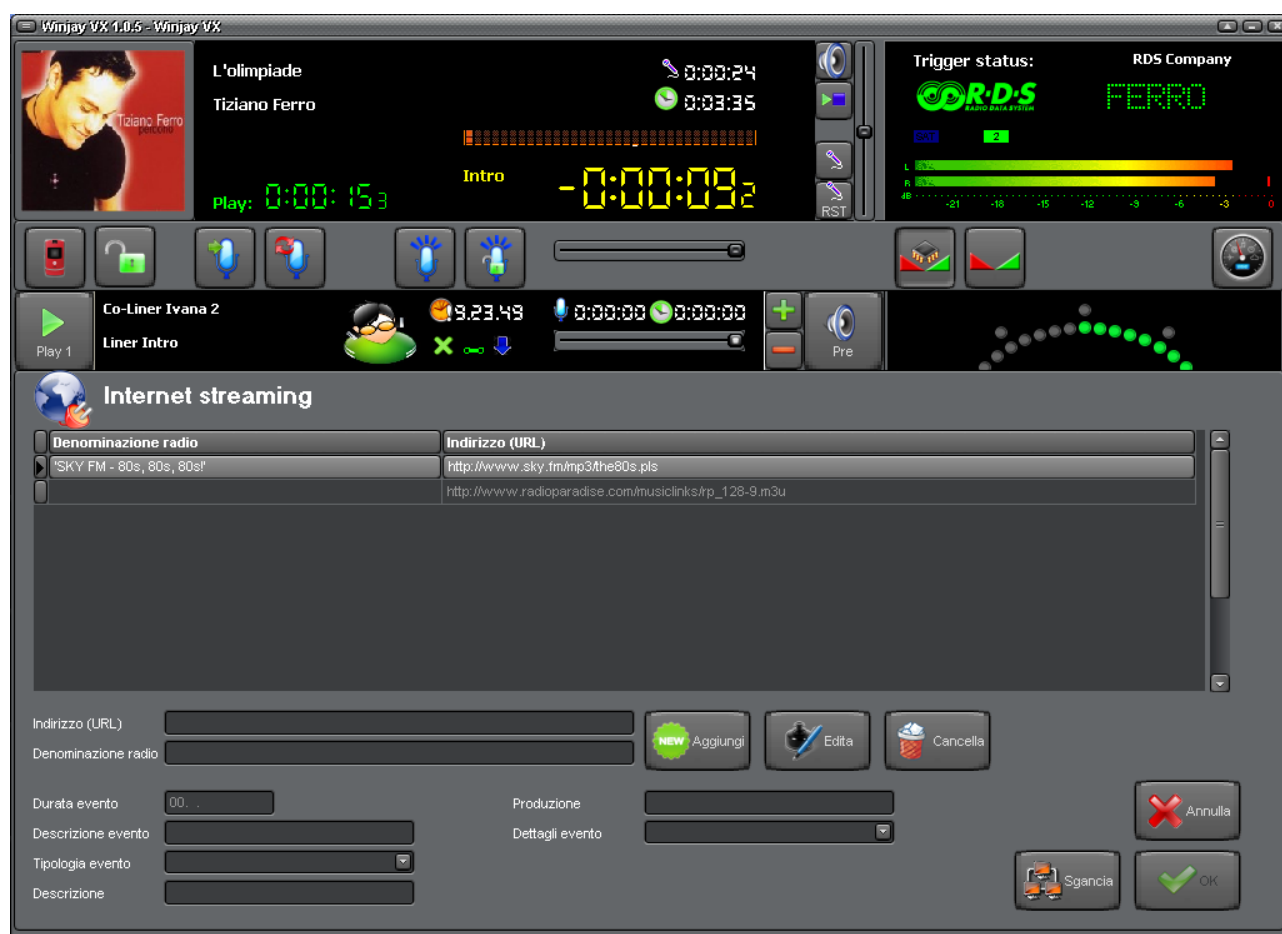 Winjay VX 1.0.5 - Winjay VX
L'olimpiade
0:00:24
Tiziano Ferro
0:03:35
Tiziano Ferro
perdono
Intro
-0:00:092
Play: 0:00:153
RST
Trigger status:
RDS Company
R·D·S
RADIO DATA SYSTEM
FERRO
2
L
R
dB -21 -18 -15 -12 -9 -6 -3 0
Play 1
Co-Liner Ivana 2
Liner Intro
9.23.49
0:00:00
0:00:00
Pre
Internet streaming
Denominazione radio
Indirizzo (URL)
'SKY FM - 80s, 80s, 80s!'
http://www.sky.fm/mp3/the80s.pls
http://www.radioparadise.com/musiclinks/rp_128-9.m3u
Indirizzo (URL)
Denominazione radio
NEW Aggiungi
Edita
Cancella
Durata evento
00. .
Produzione
Descrizione evento
Dettagli evento
Tipologia evento
Descrizione
Annulla
Sgancia
OK